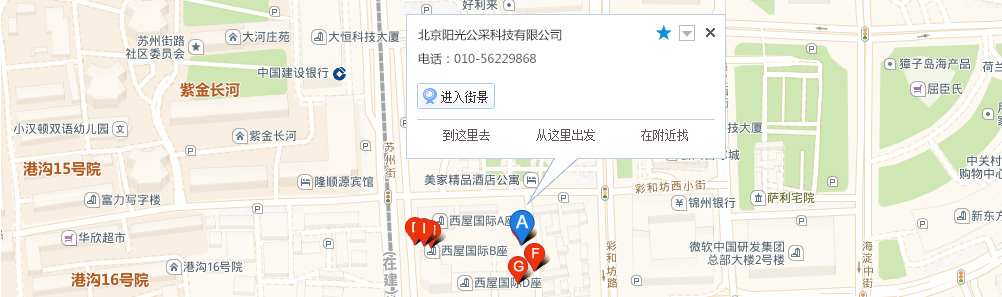 好利来
苏州街路
社区委员会
大河庄苑
大恒科技大厦
中国建设银行
紫金长河
小汉顿双语幼儿园
文
紫金长河
港沟15号院
隆顺源宾馆
富力写字楼
华欣超市
港沟16号院
港沟16号院
苏州街
(在建)
P
北京阳光公采科技有限公司
电话：010-56229868
进入街景
到这里去
从这里出发
在附近找
科技大厦
城
美家精品酒店公寓
彩和坊西小街
锦州银行
萨利宅院
西屋国际A座
西屋国际B座
西屋国际D座
A
F
G
彩和坊路
微软中国研发集团
总部大楼2号楼
海淀中街
獐子岛海产品
荷兰
屈臣氏
周
中关村
购物中心
新东方